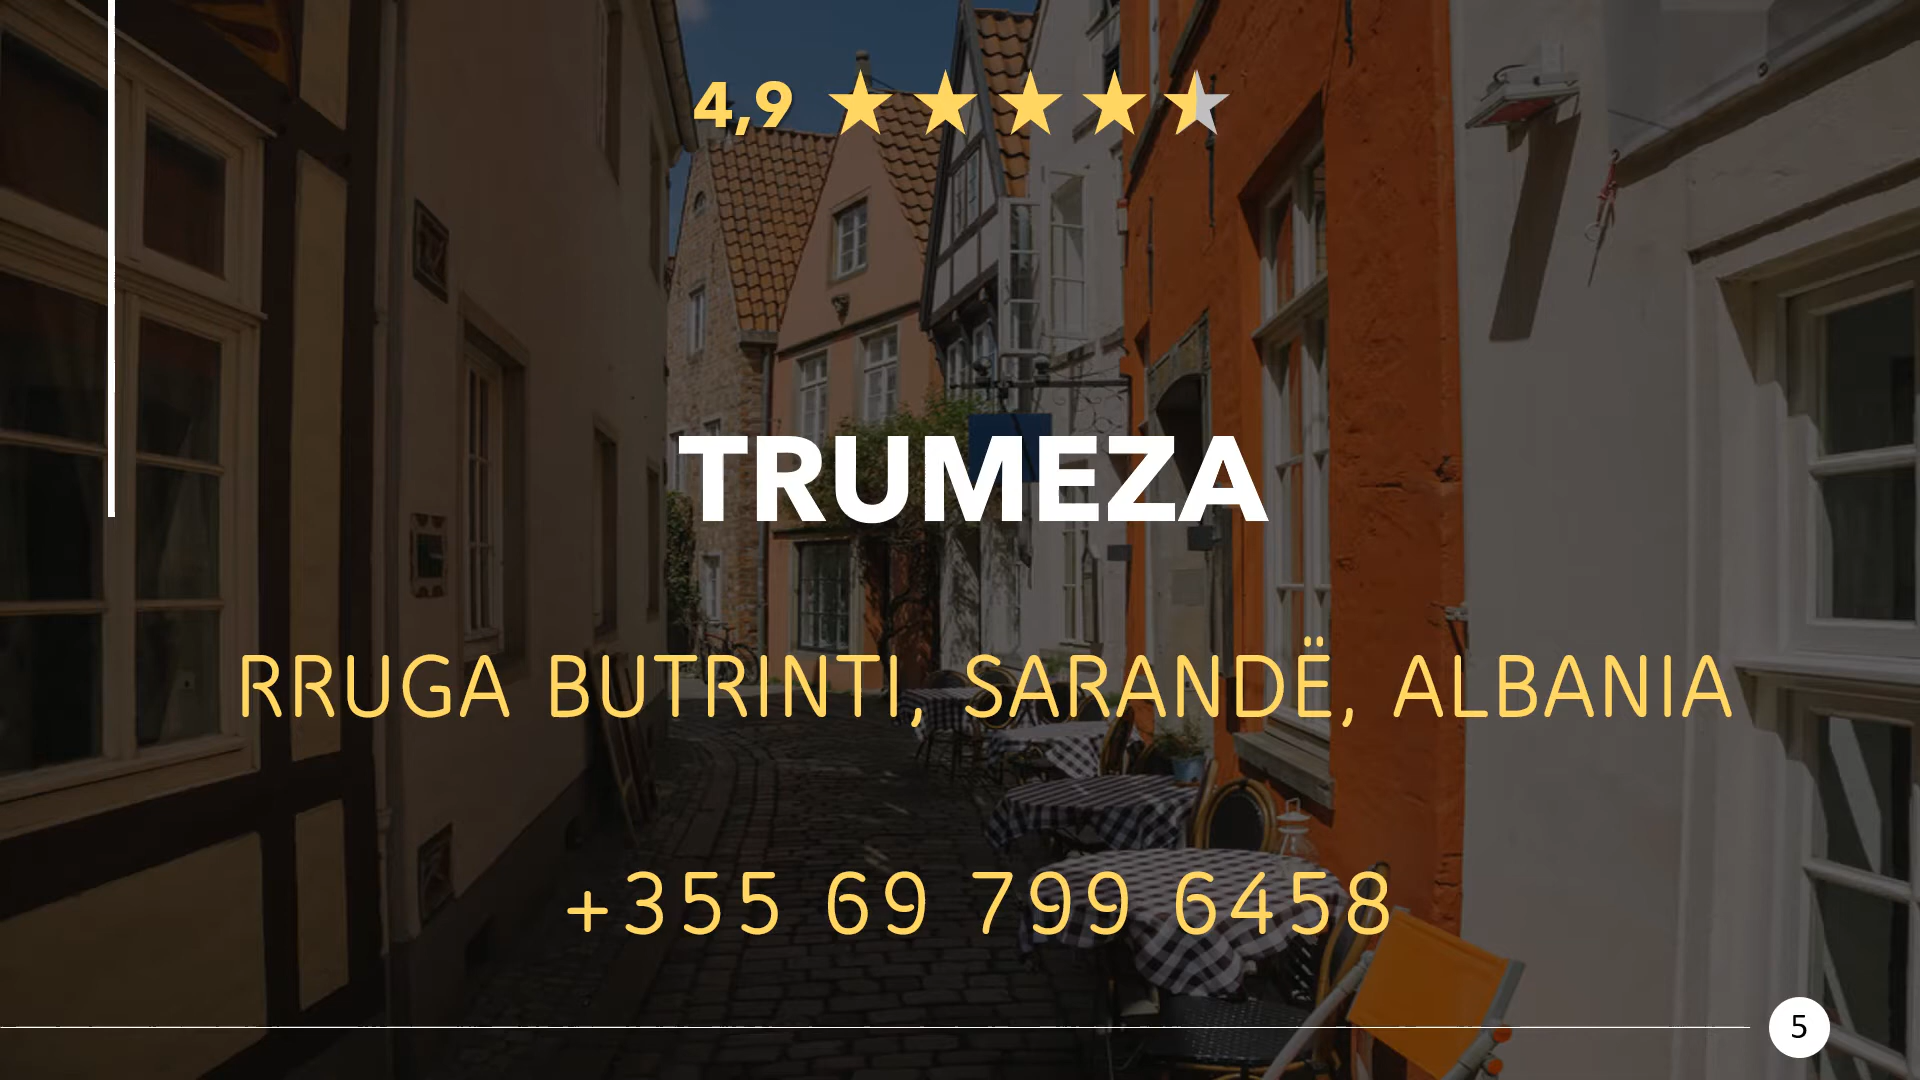 4,9
TRUMEZA
RRUGA BUTRINTI, SARANDË, ALBANIA
+355 69 799 6458
5